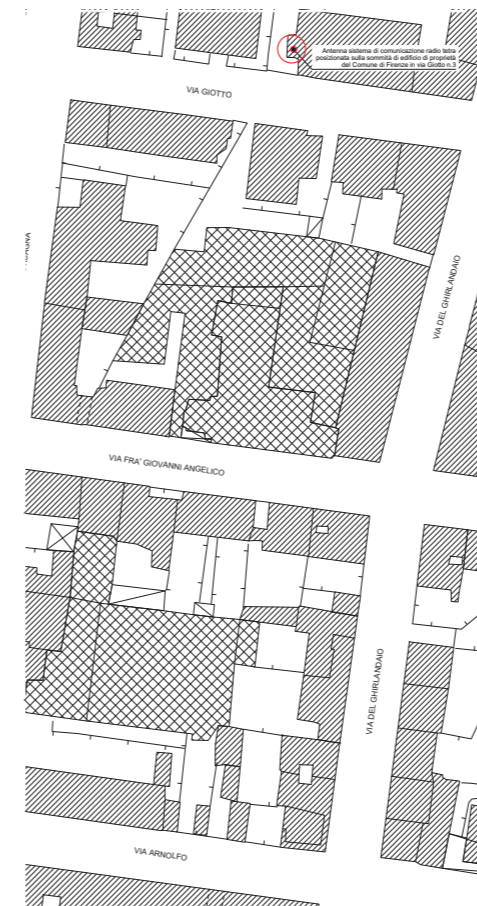 Antenna sistema di comunicazione radio tetra
posizionata sulla sommità di edificio di proprietà
del Comune di Firenze in via Giotto n.3
VIA GIOTTO
VIA DEL GHIRLANDAIO
VIA FRA' GIOVANNI ANGELICO
VIA DEL GHIRLANDAIO
VIA ARNOLFO